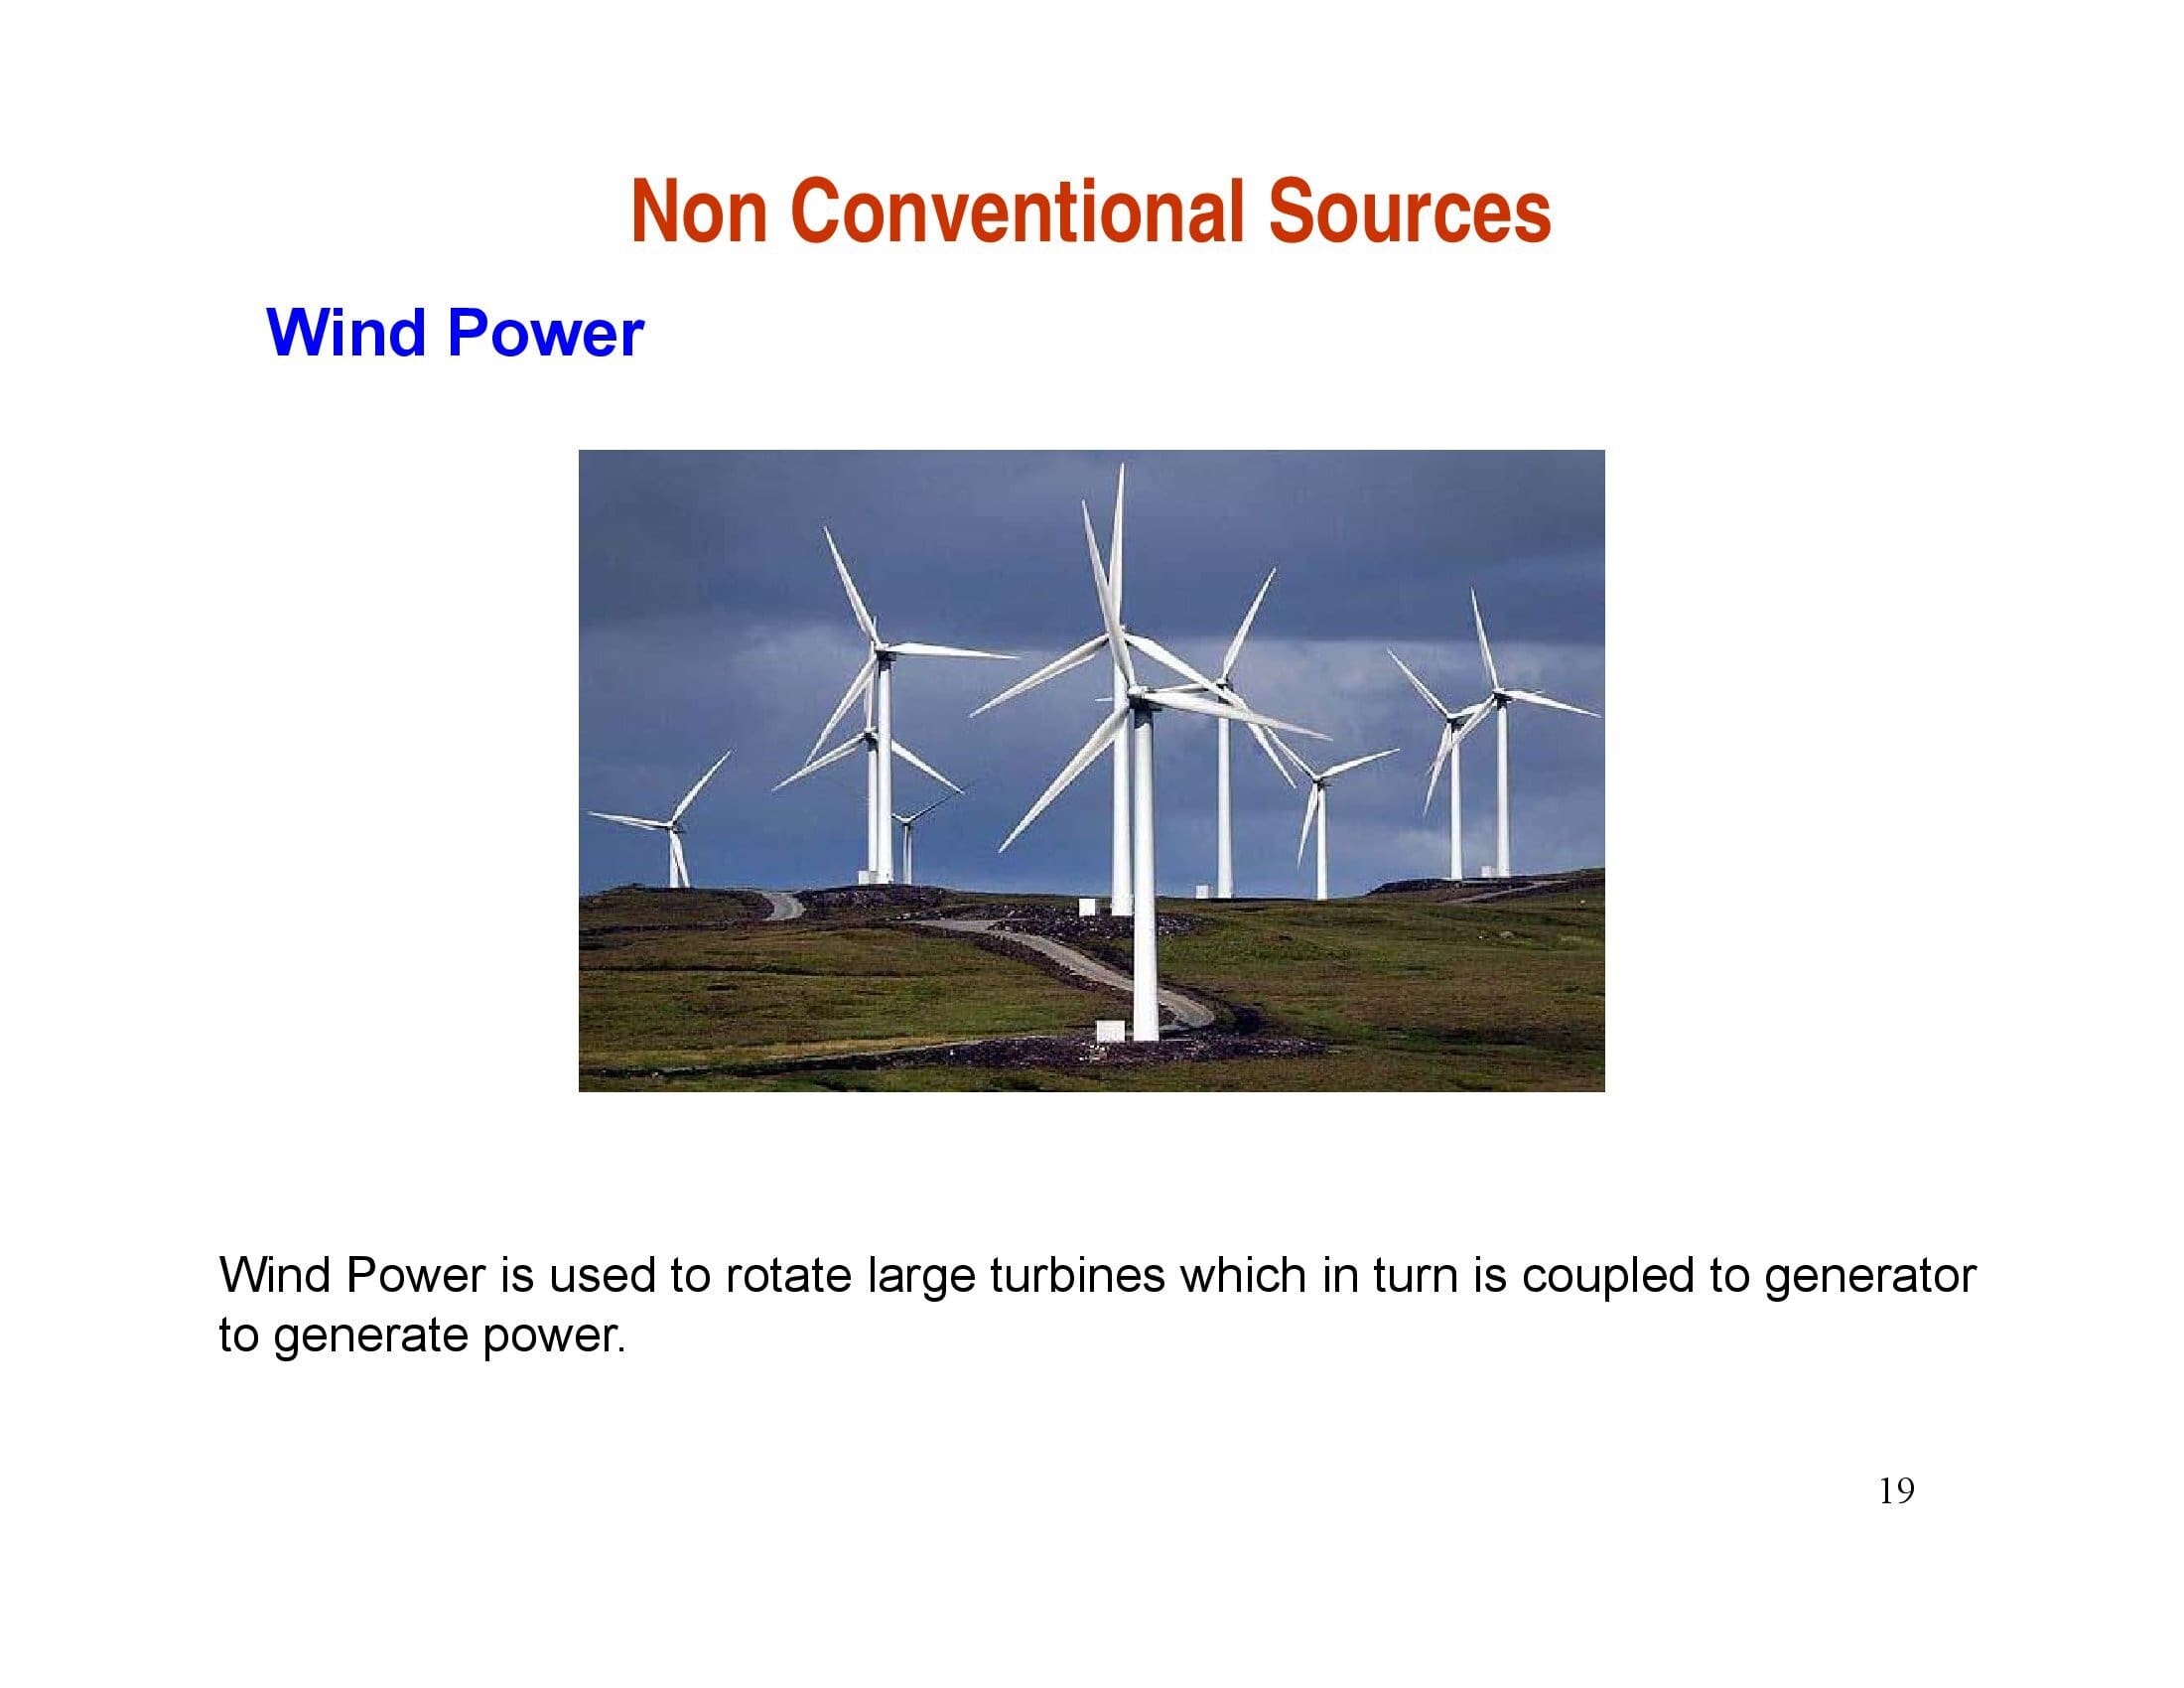 Non Conventional Sources
Wind Power
Wind Power is used to rotate large turbines which in turn is coupled to generator
to generate power.
19